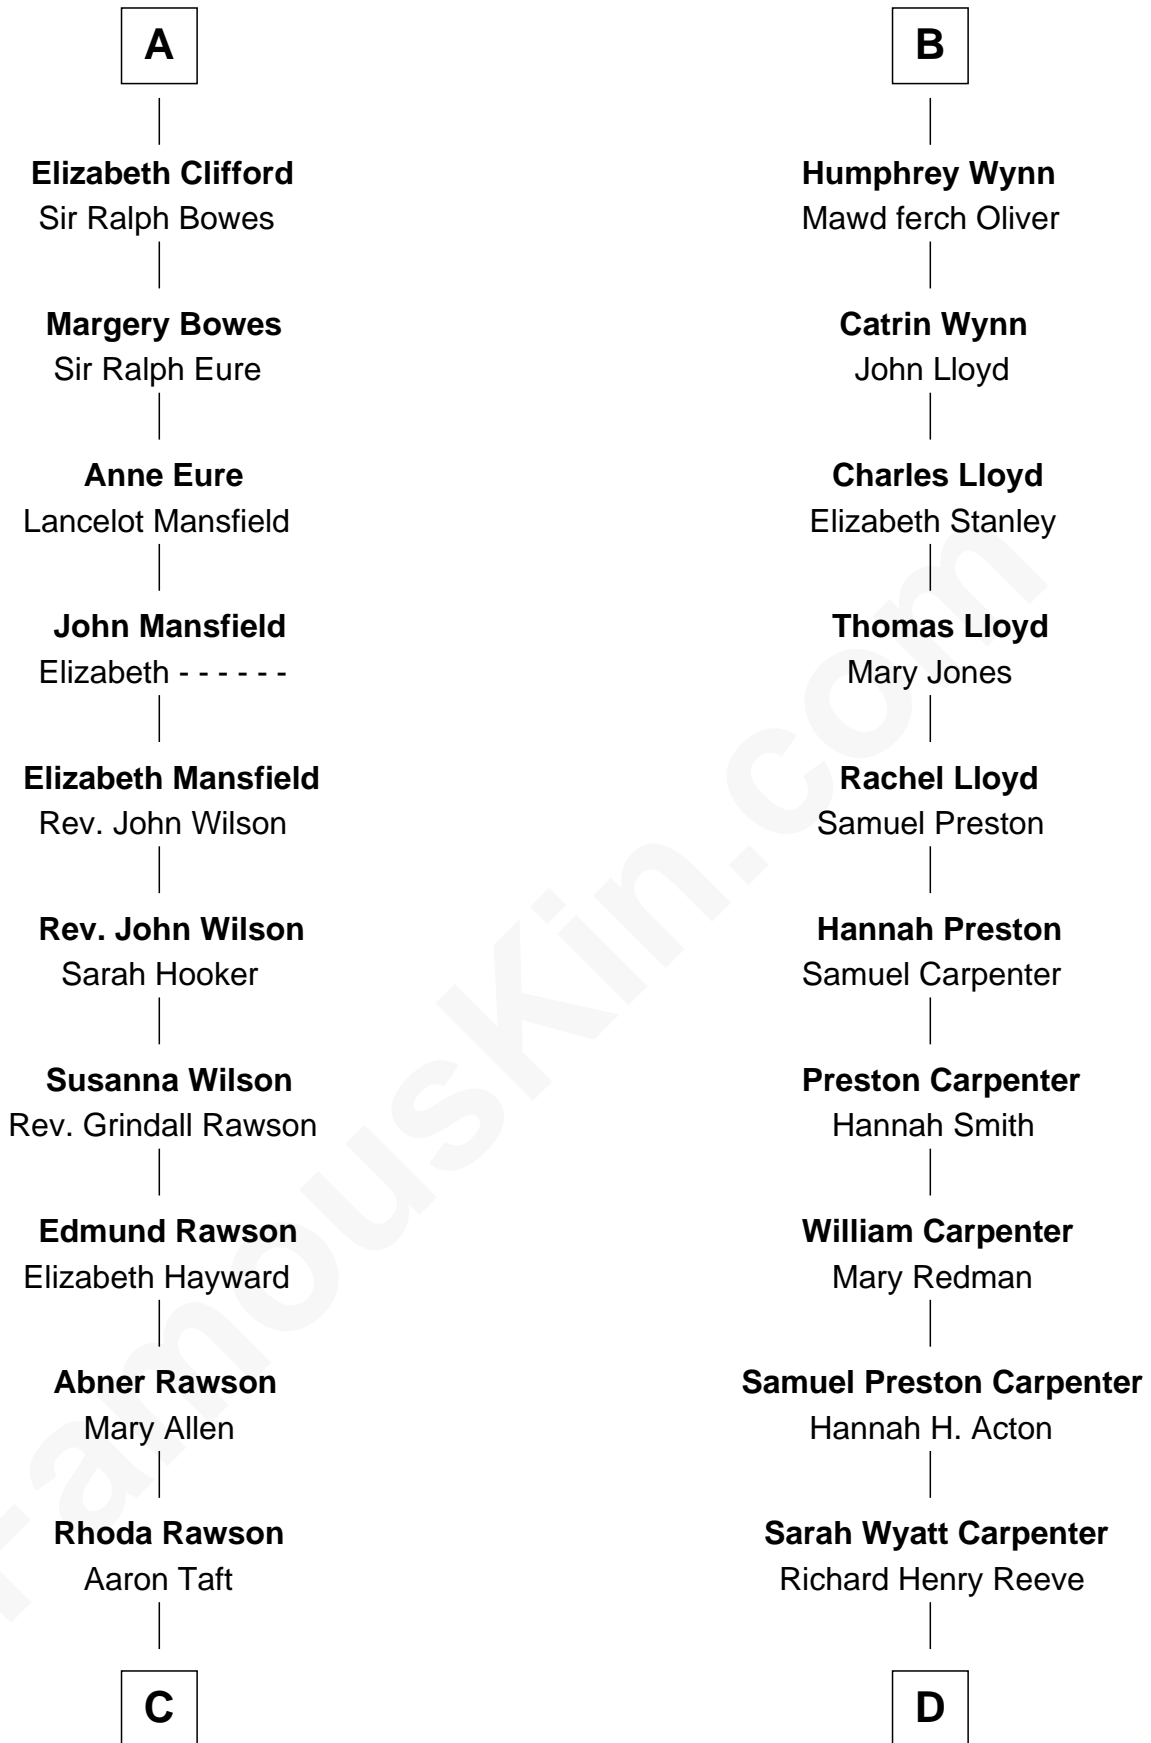 A
Elizabeth Clifford
Sir Ralph Bowes
Margery Bowes
Sir Ralph Eure
Anne Eure
Lancelot Mansfield
John Mansfield
Elizabeth - - - - - -
Elizabeth Mansfield
Rev. John Wilson
Rev. John Wilson
Sarah Hooker
Susanna Wilson
Rev. Grindall Rawson
Edmund Rawson
Elizabeth Hayward
Abner Rawson
Mary Allen
Rhoda Rawson
Aaron Taft
C
B
Humphrey Wynn
Mawd ferch Oliver
Catrin Wynn
John Lloyd
Charles Lloyd
Elizabeth Stanley
Thomas Lloyd
Mary Jones
Rachel Lloyd
Samuel Preston
Hannah Preston
Samuel Carpenter
Preston Carpenter
Hannah Smith
William Carpenter
Mary Redman
Samuel Preston Carpenter
Hannah H. Acton
Sarah Wyatt Carpenter
Richard Henry Reeve
D
FamousKin.com